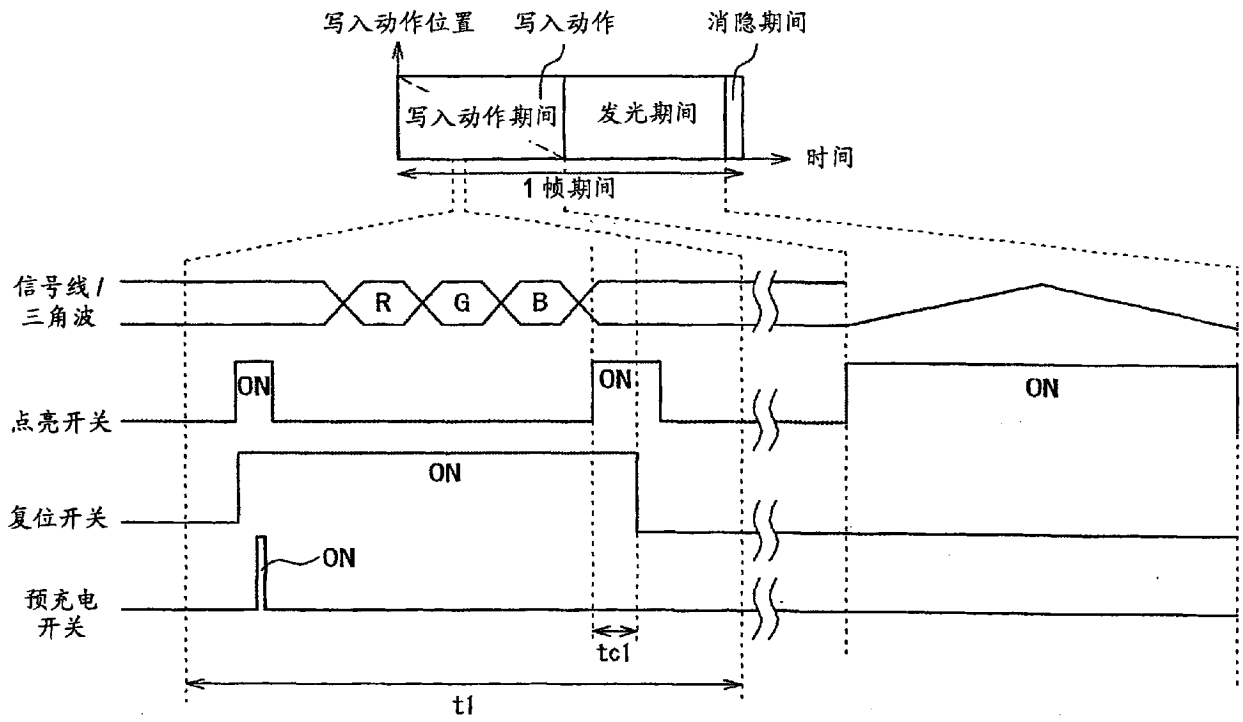 写入动作位置
写入动作
消隐期间
写入动作期间
发光期间
时间
1帧期间
信号线/
三角波
R
G
B
点亮开关
ON
ON
ON
复位开关
ON
预充电
开关
ON
tc1
t1